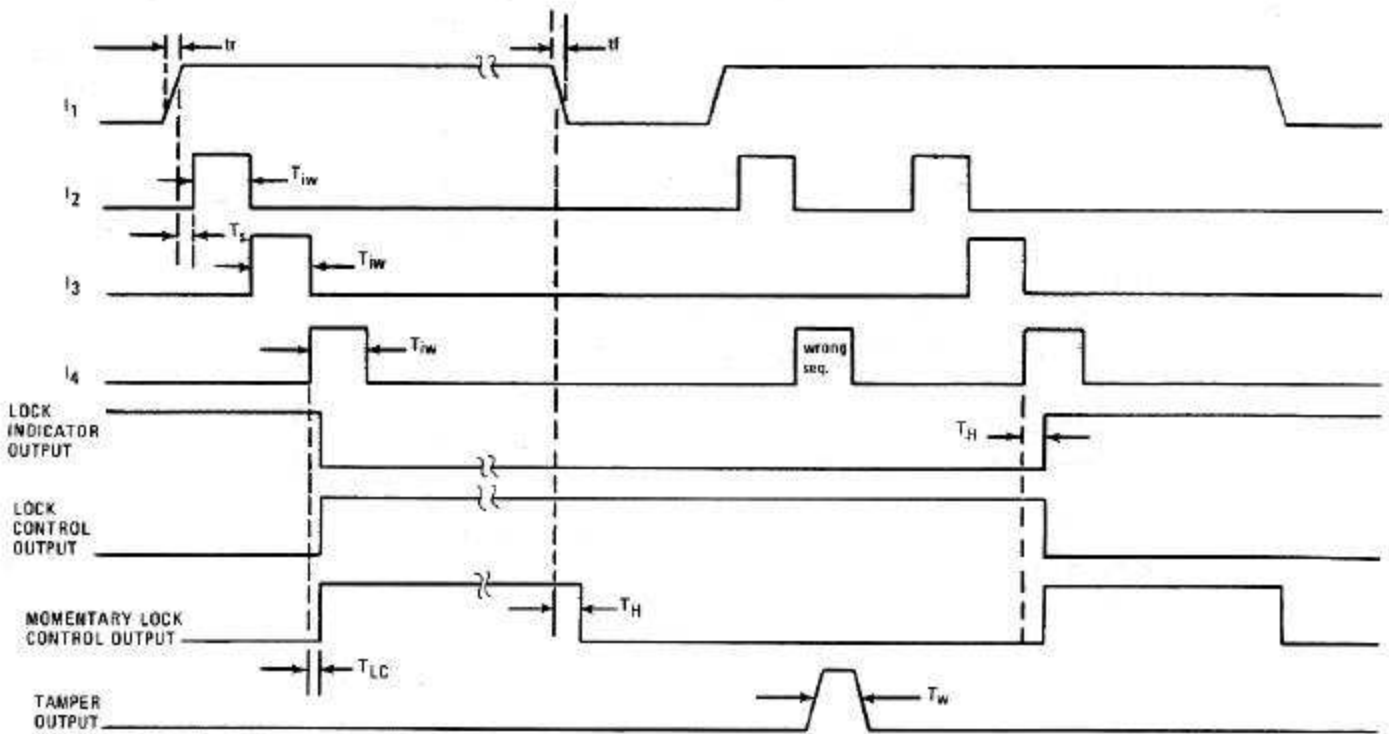 tr
tf
I1
I2
Tiw
Ts
Tiw
I3
Tiw
wrong
seq.
I4
LOCK
INDICATOR
OUTPUT
TH
LOCK
CONTROL
OUTPUT
MOMENTARY LOCK
CONTROL OUTPUT
TH
TLC
TAMPER
OUTPUT
Tw